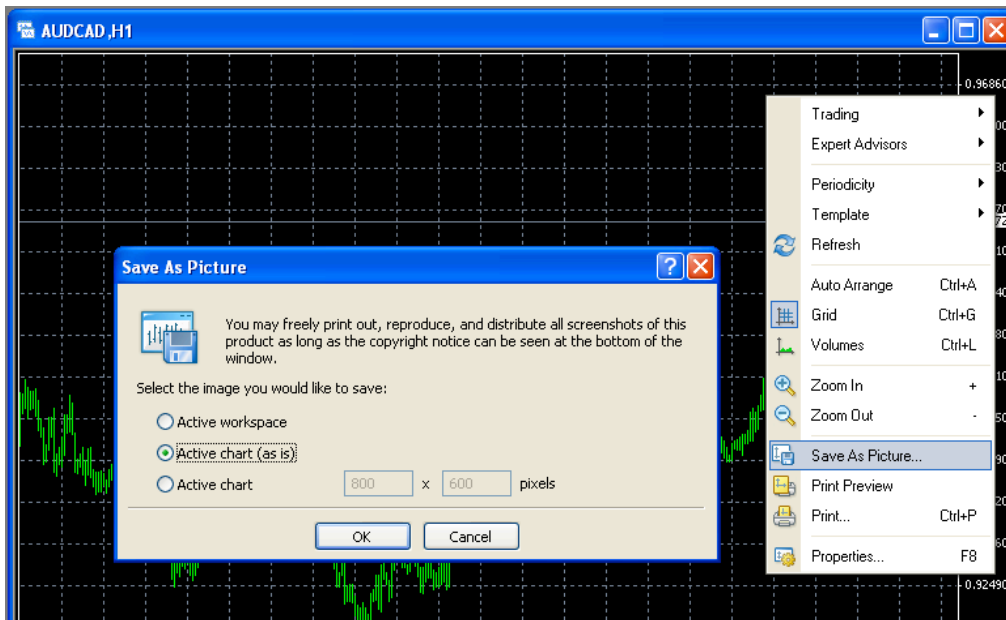 AUDCAD,H1
0.96860
Trading
Expert Advisors
Periodicity
Template
Refresh
Auto Arrange Ctrl+A
Grid Ctrl+G
Volumes Ctrl+L
Zoom In +
Zoom Out -
Save As Picture...
Print Preview
Print... Ctrl+P
Properties... F8
Save As Picture
You may freely print out, reproduce, and distribute all screenshots of this
product as long as the copyright notice can be seen at the bottom of the
window.
Select the image you would like to save:
Active workspace
Active chart (as is)
Active chart 800 x 600 pixels
OK Cancel
0.92490